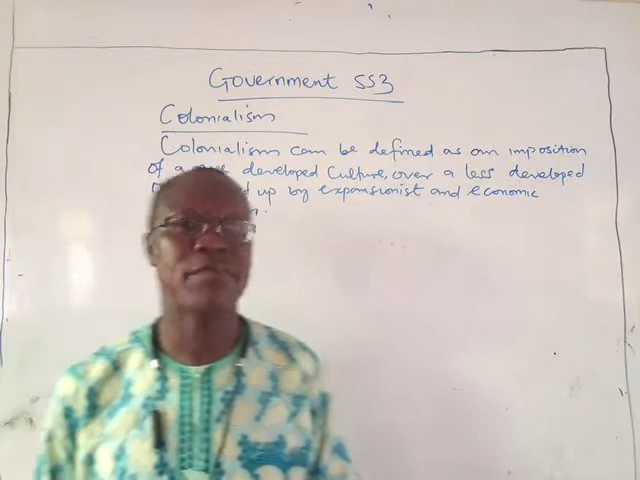 Government SS3
Colonialism
Colonialism can be defined as an imposition
of a developed Culture, over a less developed
up by expansionist and economic